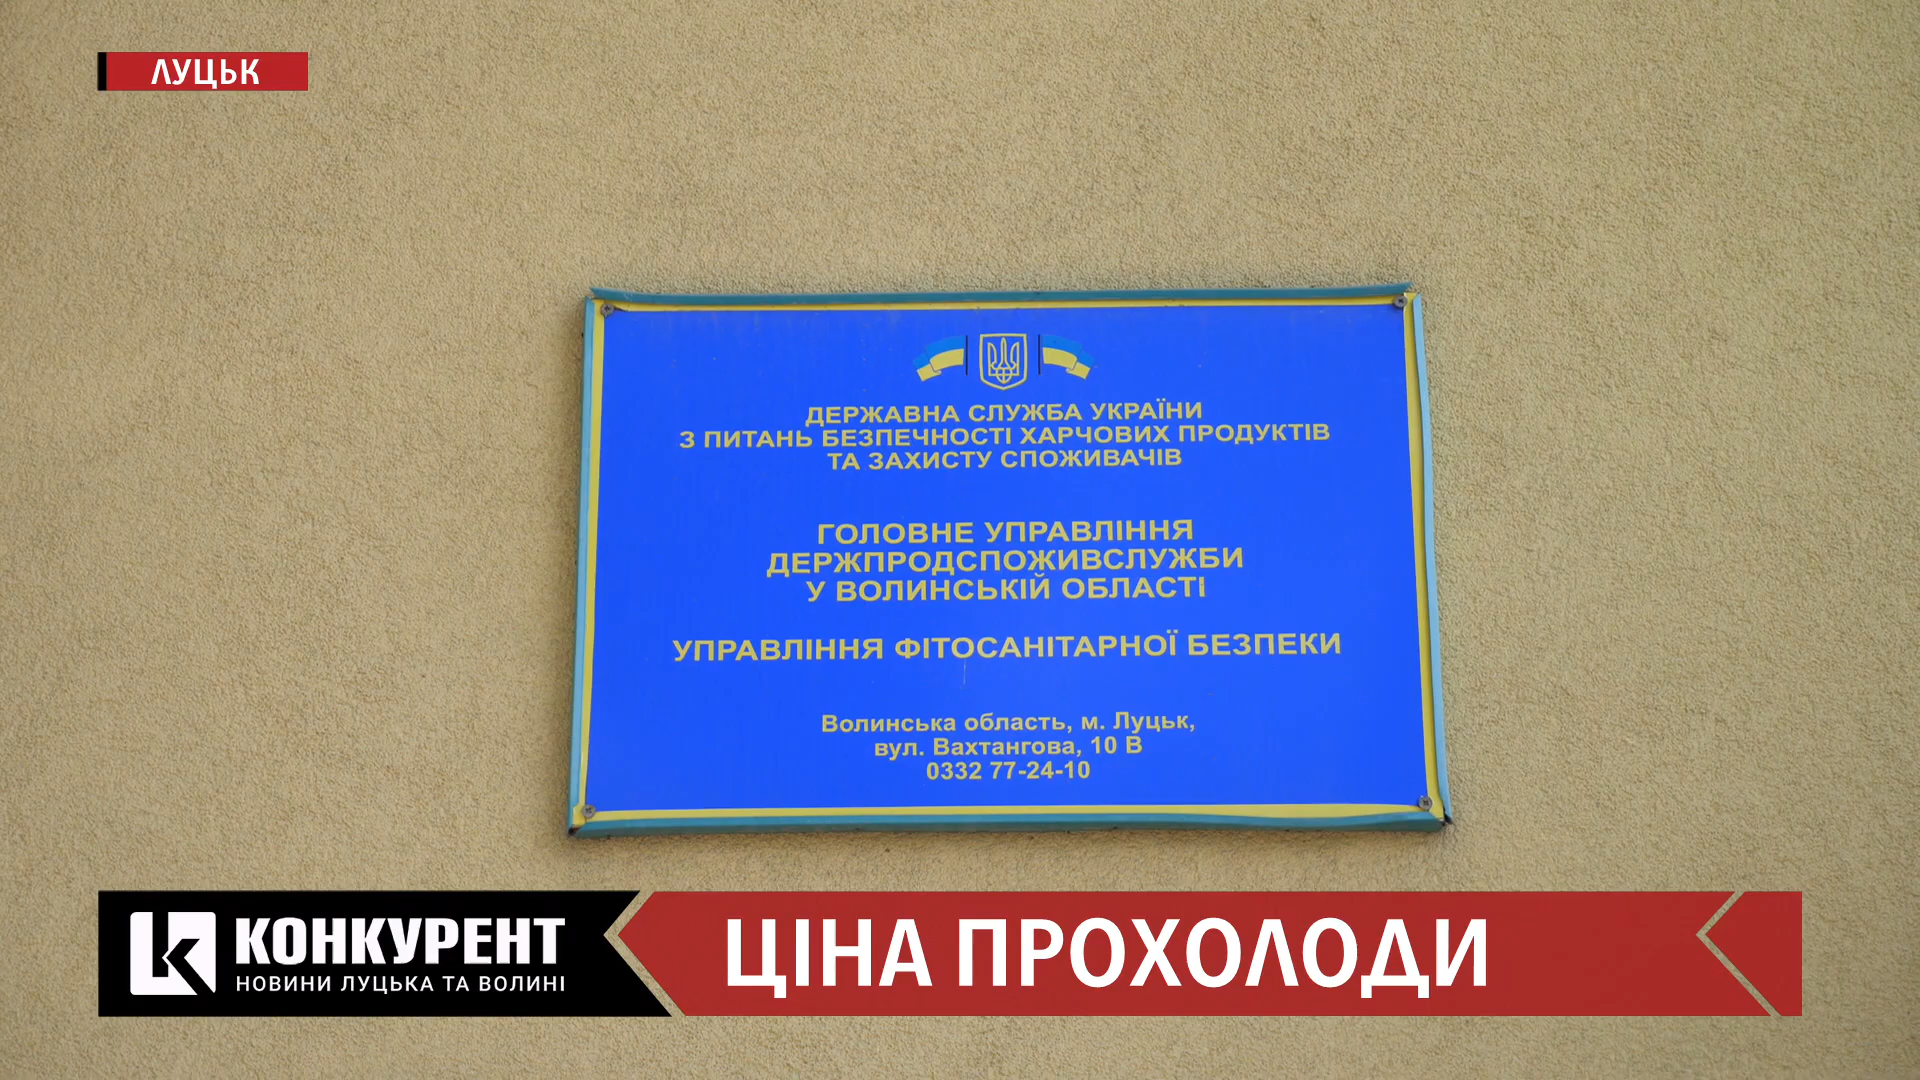 ЛУЦЬК
ДЕРЖАВНА СЛУЖБА УКРАЇНИ
З ПИТАНЬ БЕЗПЕЧНОСТІ ХАРЧОВИХ ПРОДУКТІВ
ТА ЗАХИСТУ СПОЖИВАЧІВ
ГОЛОВНЕ УПРАВЛІННЯ
ДЕРЖПРОДСПОЖИВСЛУЖБИ
У ВОЛИНСЬКІЙ ОБЛАСТІ
УПРАВЛІННЯ ФІТОСАНІТАРНОЇ БЕЗПЕКИ
Волинська область, м. Луцьк,
вул. Вахтангова, 10 В
0332 77-24-10
КОНКУРЕНТ
НОВИНИ ЛУЦЬКА ТА ВОЛИНІ
ЦІНА ПРОХОЛОДИ